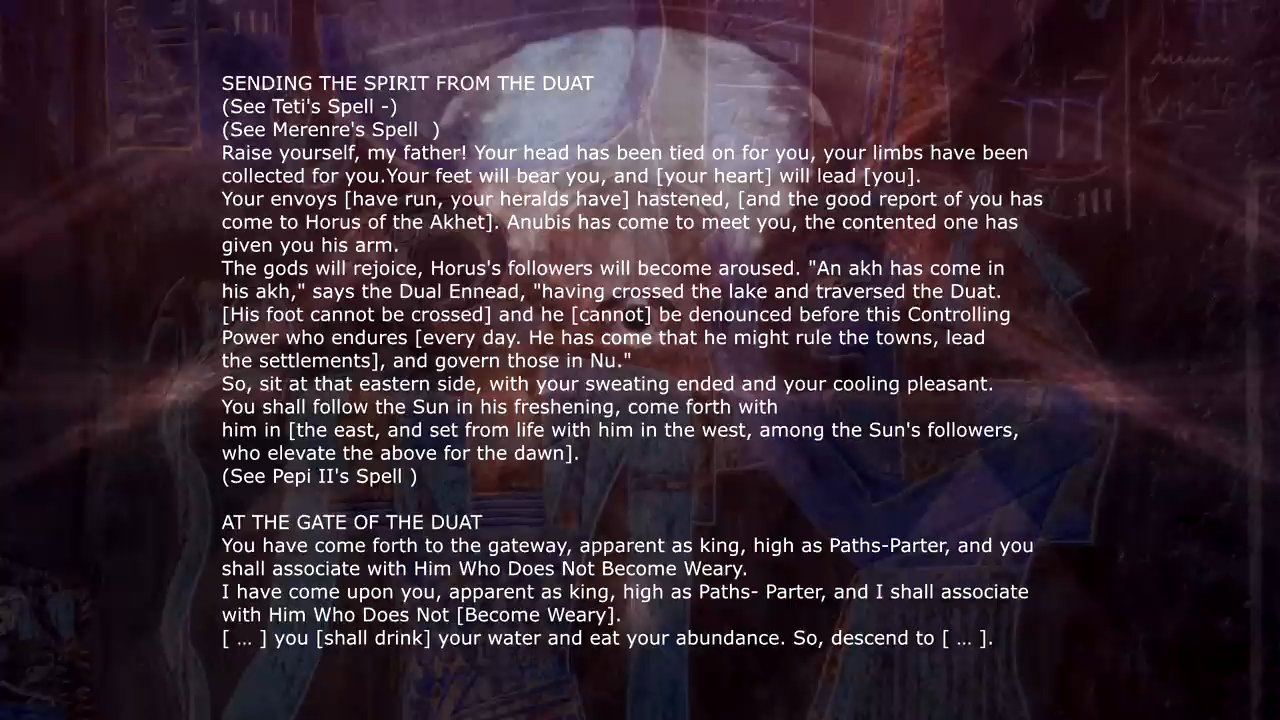 SENDING THE SPIRIT FROM THE DUAT
(See Teti's Spell -)
(See Merenre's Spell  )
Raise yourself, my father! Your head has been tied on for you, your limbs have been
collected for you.Your feet will bear you, and [your heart] will lead [you].
Your envoys [have run, your heralds have] hastened, [and the good report of you has
come to Horus of the Akhet]. Anubis has come to meet you, the contented one has
given you his arm.
The gods will rejoice, Horus's followers will become aroused. "An akh has come in
his akh," says the Dual Ennead, "having crossed the lake and traversed the Duat.
[His foot cannot be crossed] and he [cannot] be denounced before this Controlling
Power who endures [every day. He has come that he might rule the towns, lead
the settlements], and govern those in Nu."
So, sit at that eastern side, with your sweating ended and your cooling pleasant.
You shall follow the Sun in his freshening, come forth with
him in [the east, and set from life with him in the west, among the Sun's followers,
who elevate the above for the dawn].
(See Pepi II's Spell )
AT THE GATE OF THE DUAT
You have come forth to the gateway, apparent as king, high as Paths-Parter, and you
shall associate with Him Who Does Not Become Weary.
I have come upon you, apparent as king, high as Paths- Parter, and I shall associate
with Him Who Does Not [Become Weary].
[ … ] you [shall drink] your water and eat your abundance. So, descend to [ … ].